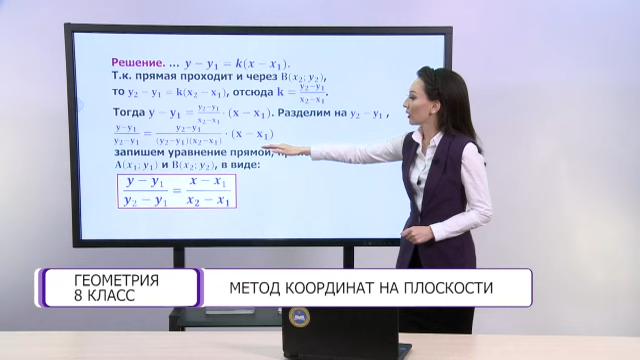 Решение. ... y − y₁ = k(x − x₁).
Т.к. прямая проходит и через B(x₂; y₂),
то y₂ − y₁ = k(x₂ − x₁), отсюда k = (y₂−y₁)/(x₂−x₁).
Тогда y − y₁ = (y₂−y₁)/(x₂−x₁) · (x − x₁). Разделим на y₂ − y₁ ,
(y−y₁)/(y₂−y₁) = (y₂−y₁)/((y₂−y₁)(x₂−x₁)) · (x − x₁)
запишем уравнение прямой,
A(x₁; y₁) и B(x₂; y₂), в виде:
(y − y₁)/(y₂ − y₁) = (x − x₁)/(x₂ − x₁)
ГЕОМЕТРИЯ
8 КЛАСС
МЕТОД КООРДИНАТ НА ПЛОСКОСТИ